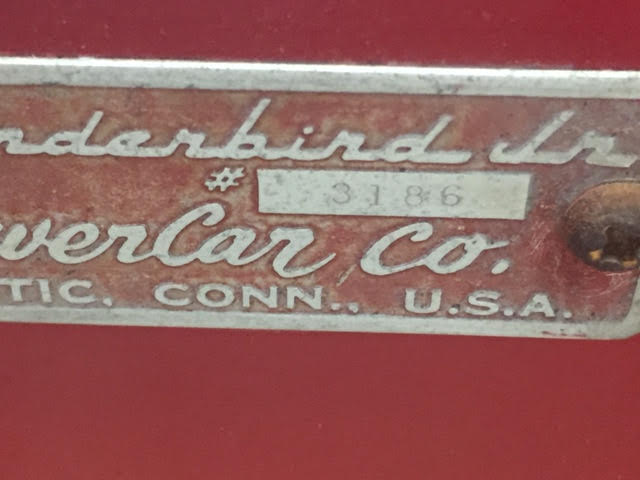 nderbird Jr
# 3186
werCar Co.
TIC, CONN., U.S.A.